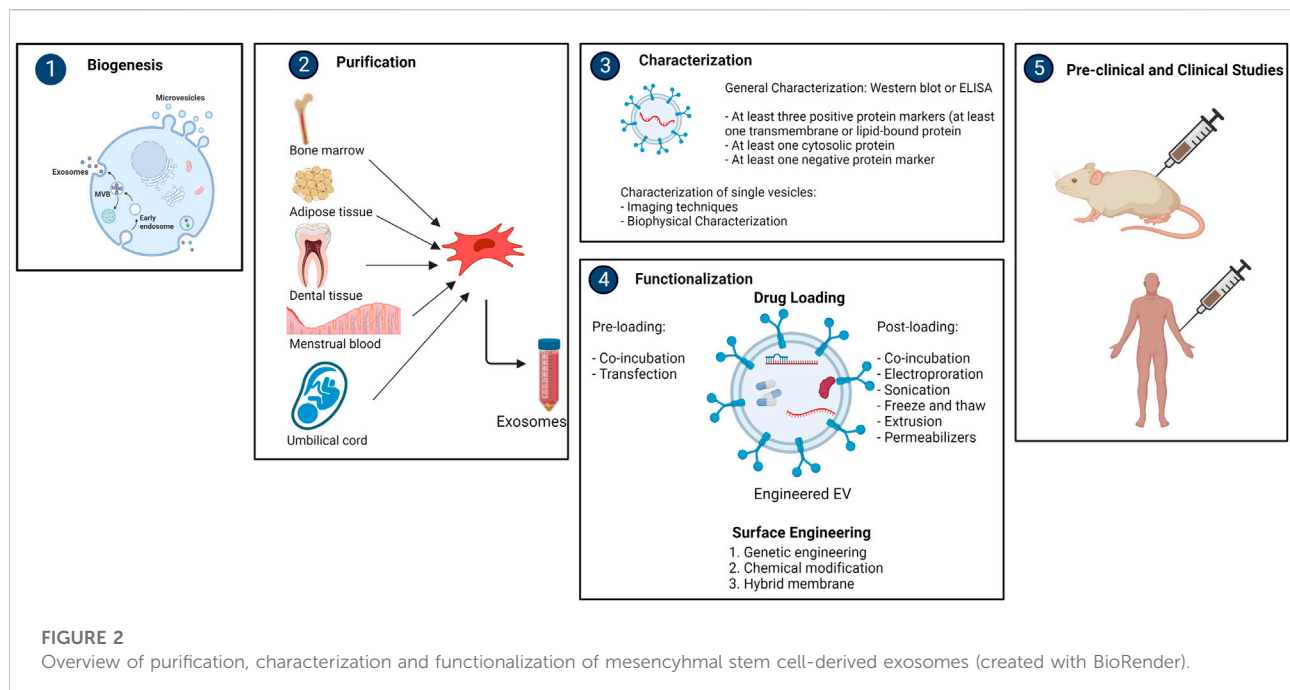 1
Biogenesis
Microvesicles
Exosomes
MVB
Early
endosome
2
Purification
Bone marrow
Adipose tissue
Dental tissue
Menstrual blood
Umbilical cord
Exosomes
3
Characterization
General Characterization: Western blot or ELISA
- At least three positive protein markers (at least
one transmembrane or lipid-bound protein
- At least one cytosolic protein
- At least one negative protein marker
Characterization of single vesicles:
- Imaging techniques
- Biophysical Characterization
4
Functionalization
Drug Loading
Pre-loading:
- Co-incubation
- Transfection
Post-loading:
- Co-incubation
- Electroproration
- Sonication
- Freeze and thaw
- Extrusion
- Permeabilizers
Engineered EV
Surface Engineering
1. Genetic engineering
2. Chemical modification
3. Hybrid membrane
5
Pre-clinical and Clinical Studies
FIGURE 2
Overview of purification, characterization and functionalization of mesencyhmal stem cell-derived exosomes (created with BioRender).